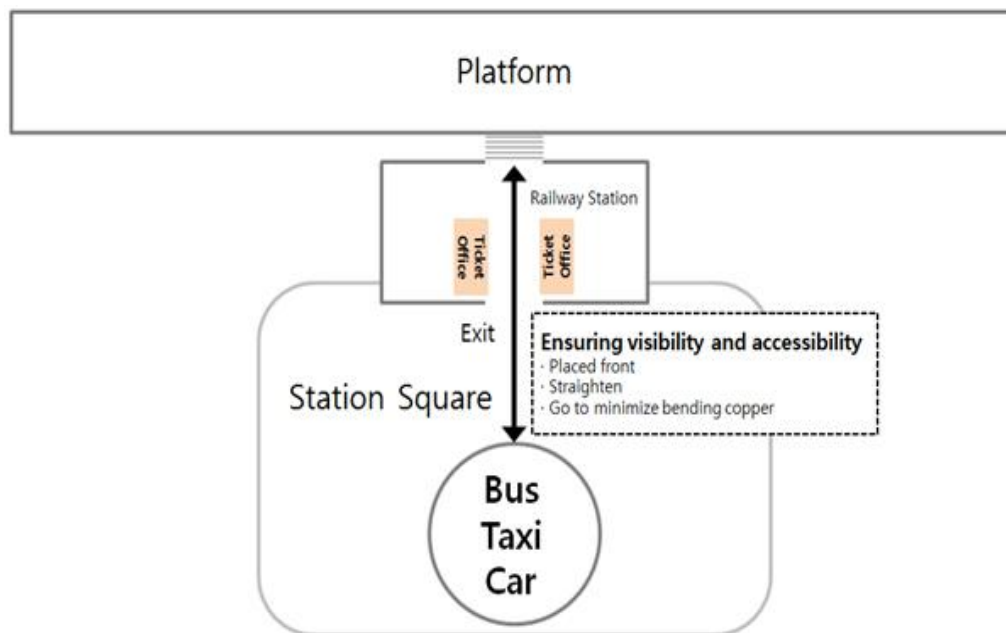 Platform
Railway Station
Ticket
Office
Ticket
Office
Exit
Ensuring visibility and accessibility
· Placed front
· Straighten
· Go to minimize bending copper
Station Square
Bus
Taxi
Car